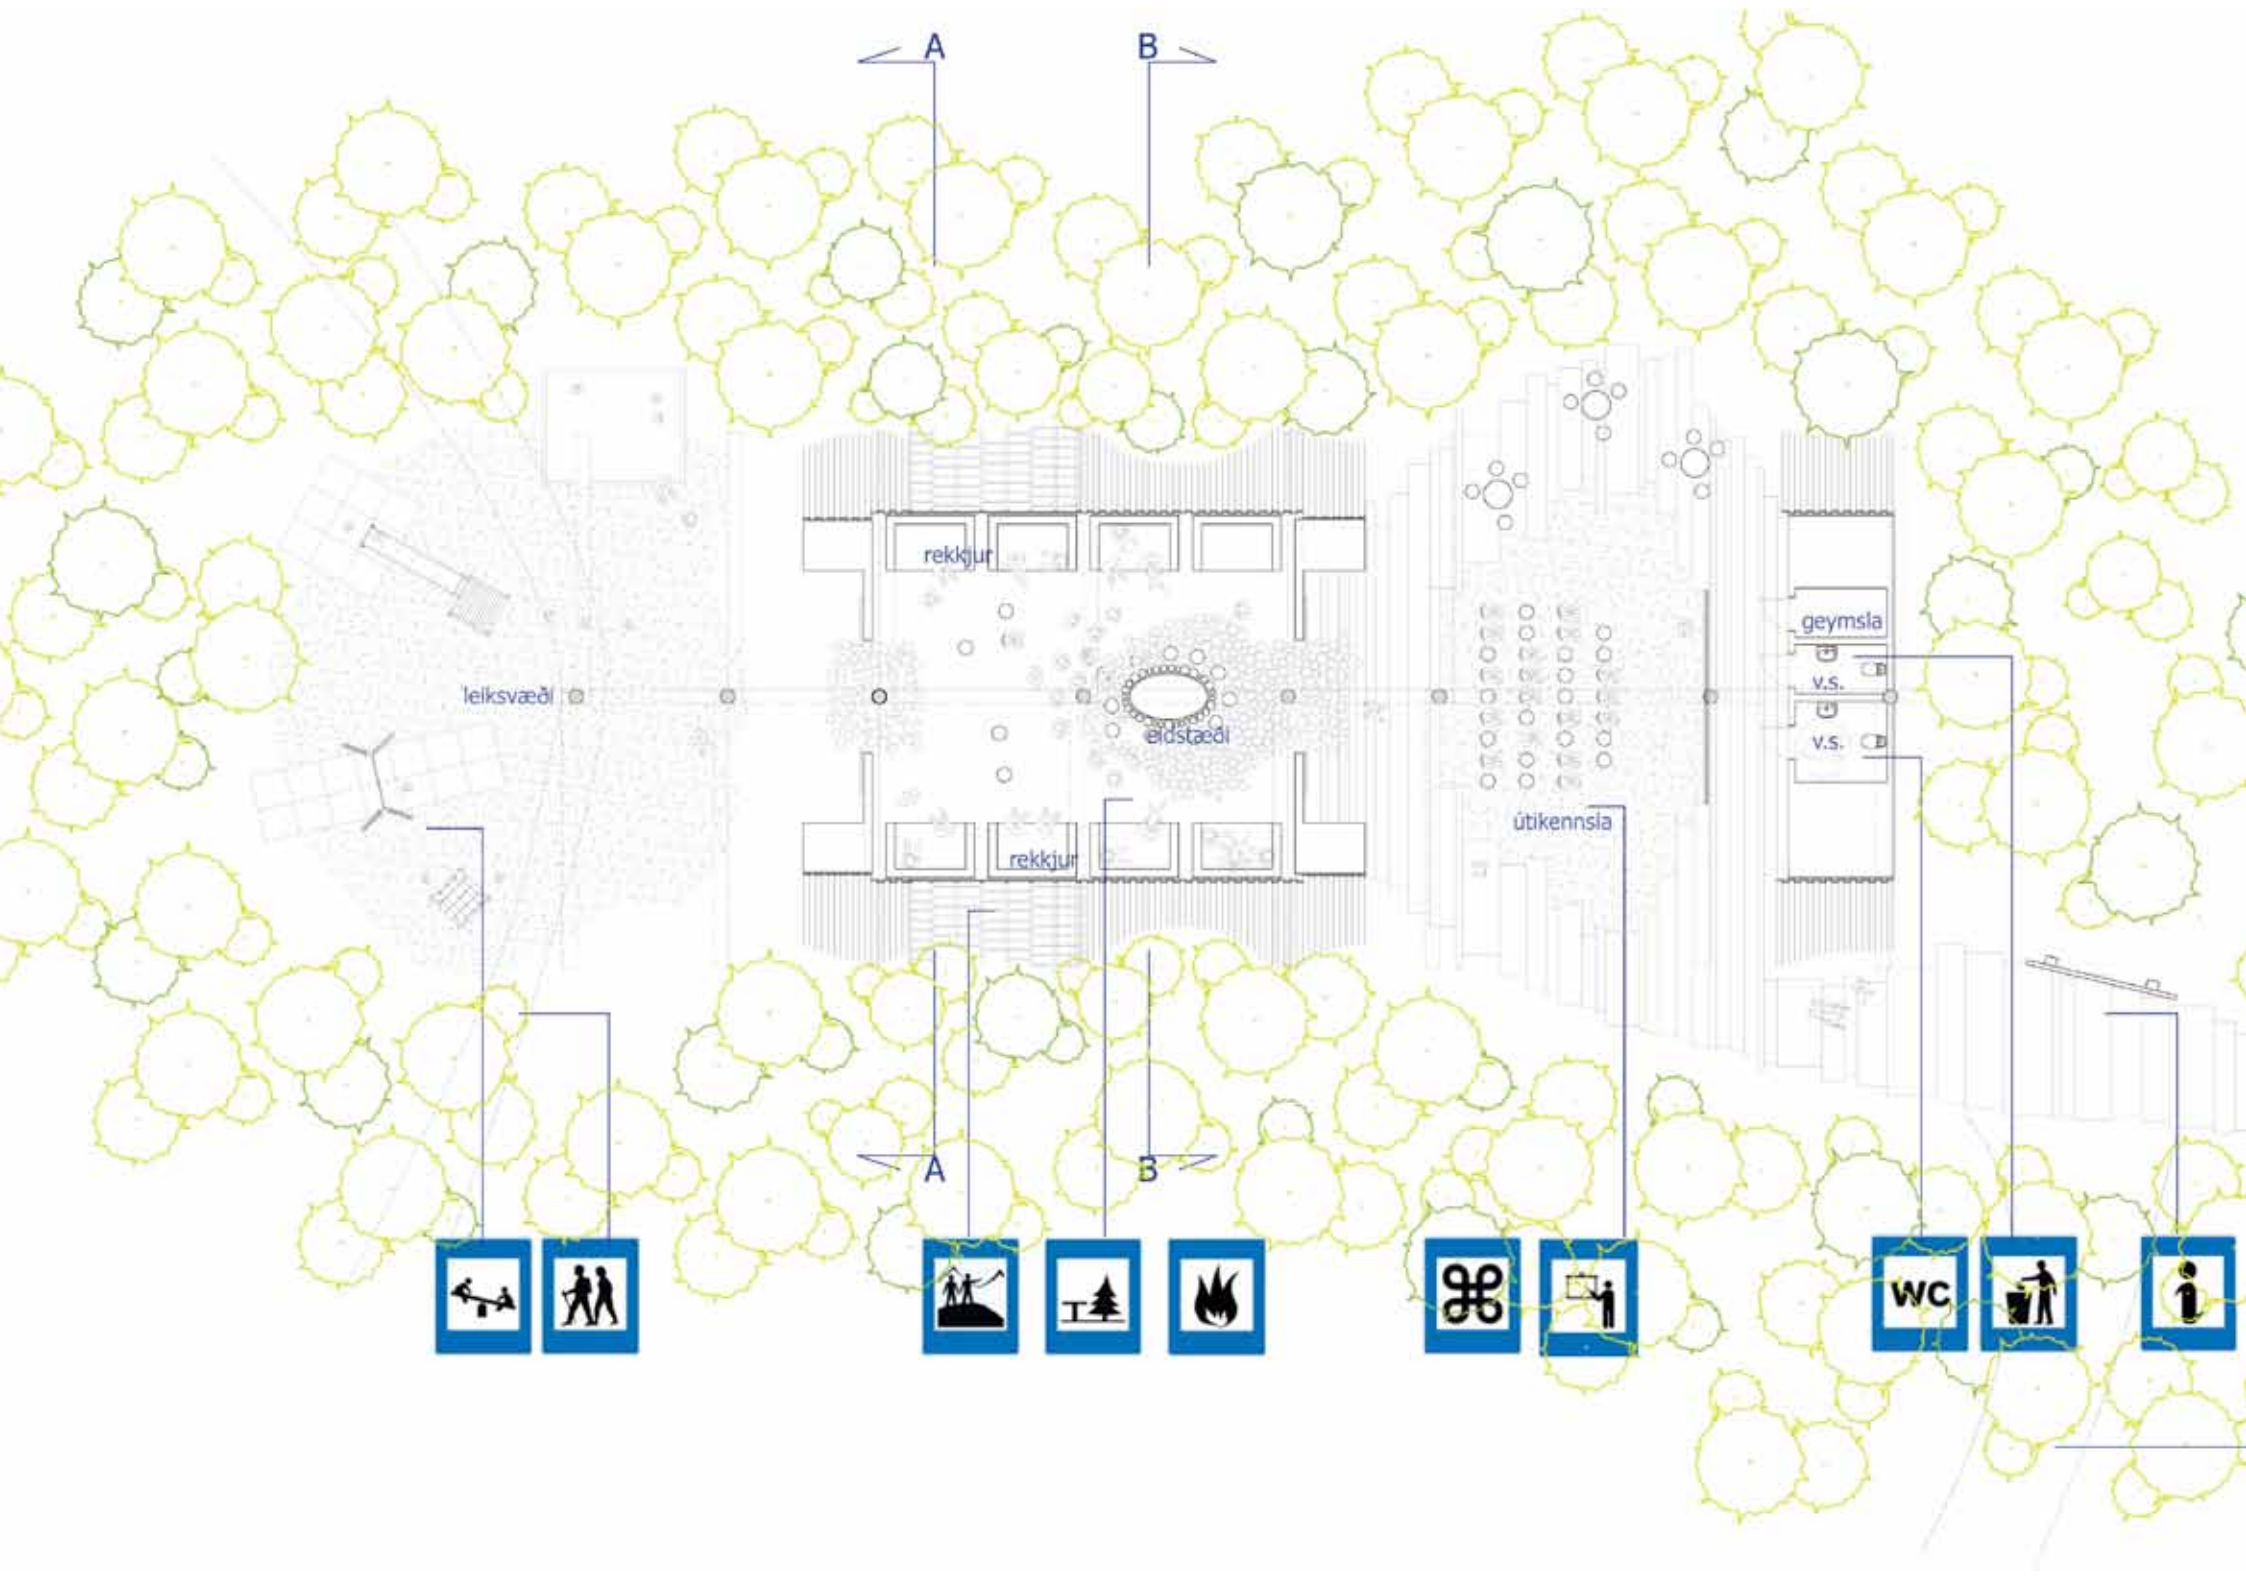 A
B
rekkjur
geymsla
v.s.
leiksvæði
eldstæði
v.s.
útikennsla
rekkjur
A
B
WC